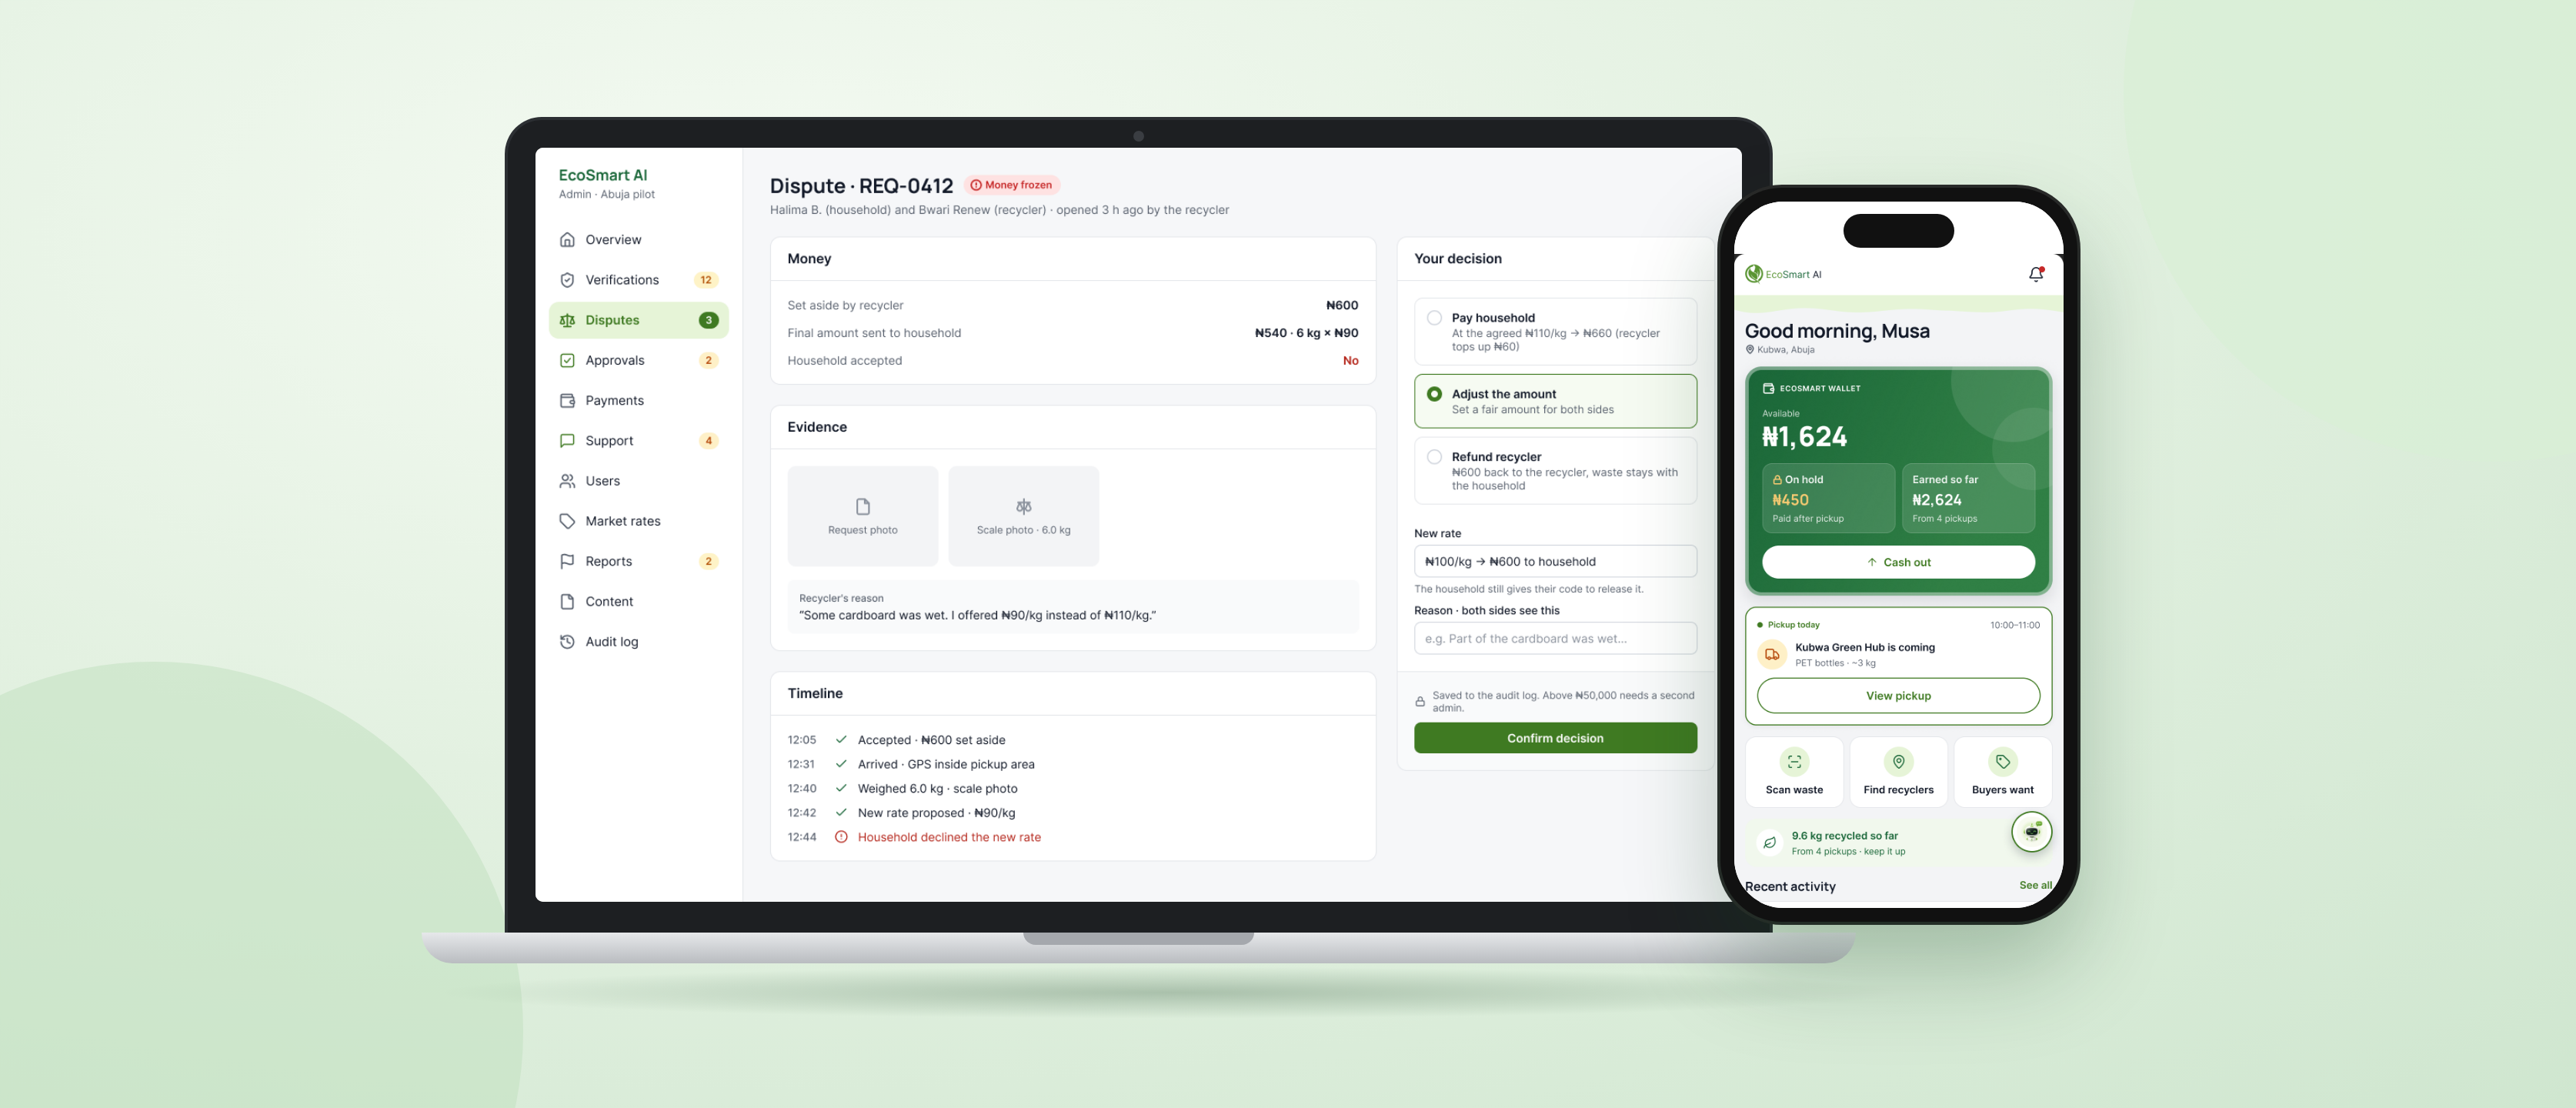 EcoSmart AI
Admin · Abuja pilot
Overview
Verifications 12
Disputes 3
Approvals 2
Payments
Support 4
Users
Market rates
Reports 2
Content
Audit log
Dispute · REQ-0412 Money frozen
Halima B. (household) and Bwari Renew (recycler) · opened 3 h ago by the recycler
Money
Set aside by recycler ₦600
Final amount sent to household ₦540 · 6 kg × ₦90
Household accepted No
Evidence
Request photo
Scale photo · 6.0 kg
Recycler's reason
"Some cardboard was wet. I offered ₦90/kg instead of ₦110/kg."
Timeline
12:05 Accepted · ₦600 set aside
12:31 Arrived · GPS inside pickup area
12:40 Weighed 6.0 kg · scale photo
12:42 New rate proposed · ₦90/kg
12:44 Household declined the new rate
Your decision
Pay household
At the agreed ₦110/kg → ₦660 (recycler
tops up ₦60)
Adjust the amount
Set a fair amount for both sides
Refund recycler
₦600 back to the recycler, waste stays with
the household
New rate
₦100/kg → ₦600 to household
The household still gives their code to release it.
Reason · both sides see this
e.g. Part of the cardboard was wet...
Saved to the audit log. Above ₦50,000 needs a second
admin.
Confirm decision
EcoSmart AI
Good morning, Musa
Kubwa, Abuja
ECOSMART WALLET
Available
₦1,624
On hold
₦450
Paid after pickup
Earned so far
₦2,624
From 4 pickups
Cash out
Pickup today 10:00–11:00
Kubwa Green Hub is coming
PET bottles · ~3 kg
View pickup
Scan waste
Find recyclers
Buyers want
9.6 kg recycled so far
From 4 pickups · keep it up
Recent activity See all